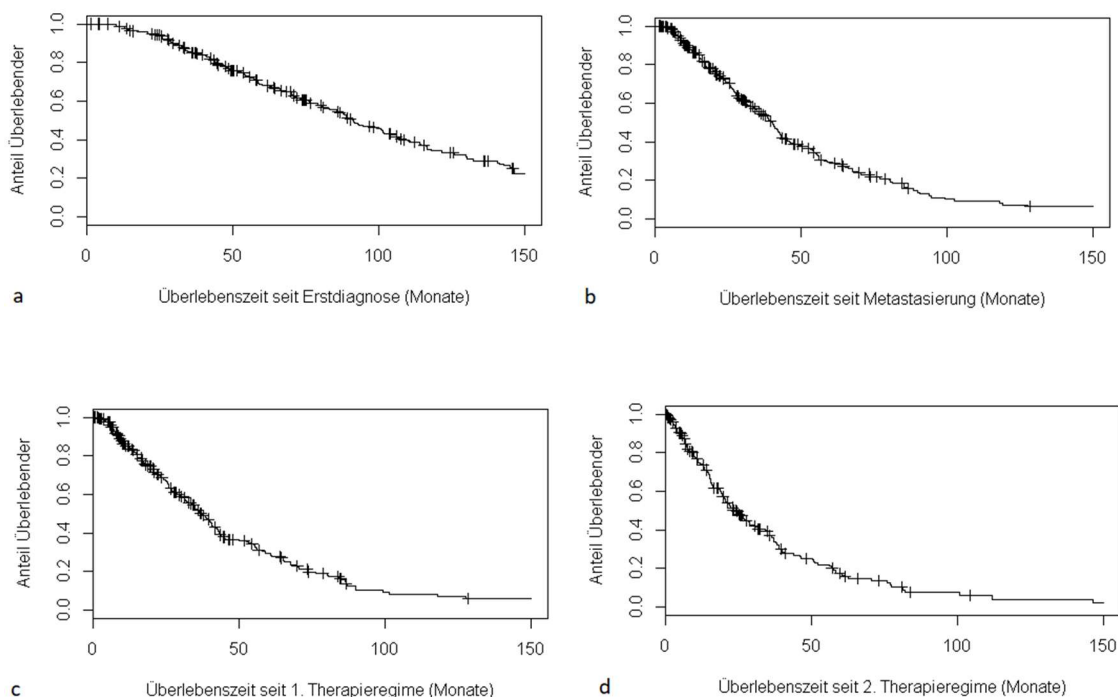 Anteil Überlebender
1.0
0.8
0.6
0.4
0.2
0.0
0 50 100 150
a Überlebenszeit seit Erstdiagnose (Monate)
Anteil Überlebender
1.0
0.8
0.6
0.4
0.2
0.0
0 50 100 150
b Überlebenszeit seit Metastasierung (Monate)
Anteil Überlebender
1.0
0.8
0.6
0.4
0.2
0.0
0 50 100 150
c Überlebenszeit seit 1. Therapieregime (Monate)
Anteil Überlebender
1.0
0.8
0.6
0.4
0.2
0.0
0 50 100 150
d Überlebenszeit seit 2. Therapieregime (Monate)